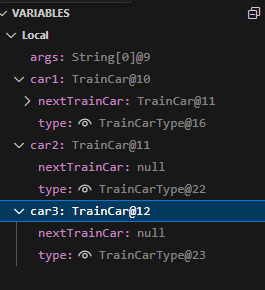 VARIABLES
Local
args: String[0]@9
car1: TrainCar@10
nextTrainCar: TrainCar@11
type: TrainCarType@16
car2: TrainCar@11
nextTrainCar: null
type: TrainCarType@22
car3: TrainCar@12
nextTrainCar: null
type: TrainCarType@23